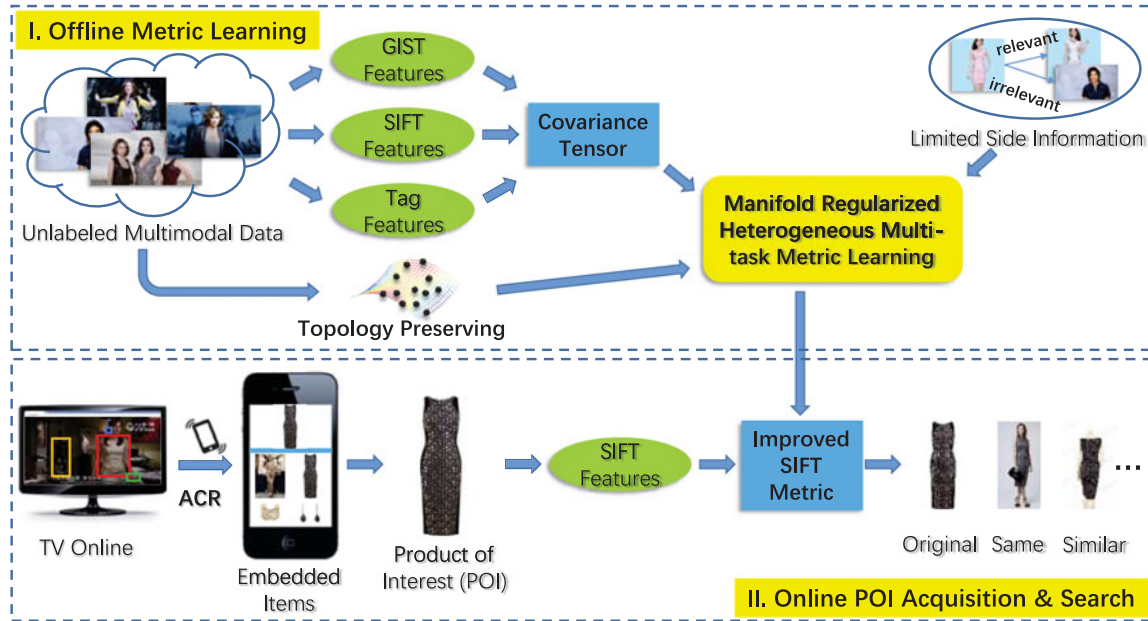 I. Offline Metric Learning
GIST
Features
SIFT
Features
Tag
Features
Unlabeled Multimodal Data
Covariance
Tensor
relevant
irrelevant
Limited Side Information
Manifold Regularized
Heterogeneous Multi-
task Metric Learning
Topology Preserving
TV Online
ACR
Embedded
Items
Product of
Interest (POI)
SIFT
Features
Improved
SIFT
Metric
...
Original
Same
Similar
II. Online POI Acquisition & Search